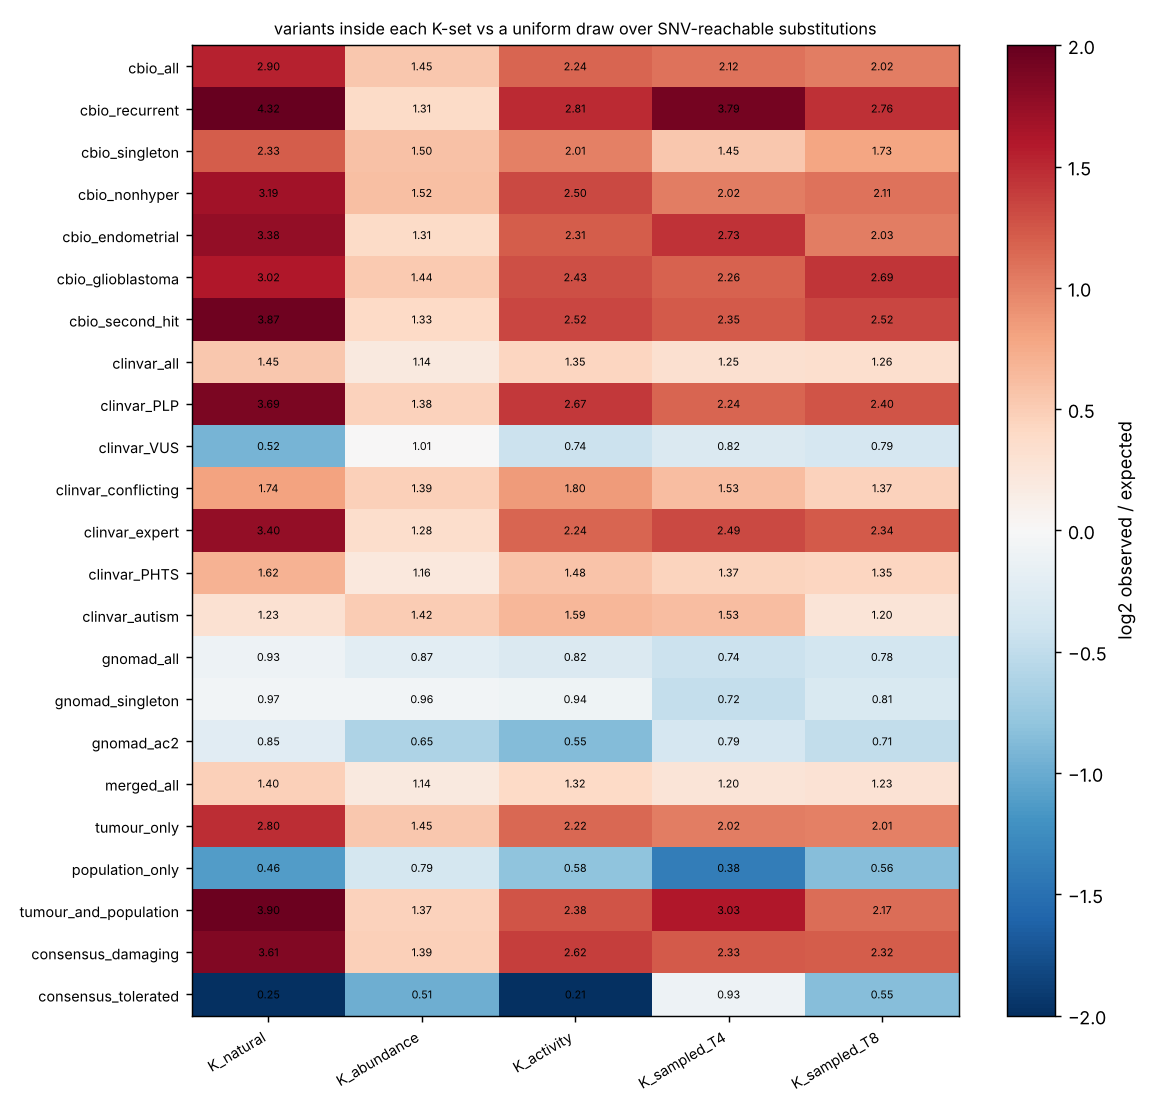 variants inside each K-set vs a uniform draw over SNV-reachable substitutions
cbio_all 2.90 1.45 2.24 2.12 2.02
cbio_recurrent 4.32 1.31 2.81 3.79 2.76
cbio_singleton 2.33 1.50 2.01 1.45 1.73
cbio_nonhyper 3.19 1.52 2.50 2.02 2.11
cbio_endometrial 3.38 1.31 2.31 2.73 2.03
cbio_glioblastoma 3.02 1.44 2.43 2.26 2.69
cbio_second_hit 3.87 1.33 2.52 2.35 2.52
clinvar_all 1.45 1.14 1.35 1.25 1.26
clinvar_PLP 3.69 1.38 2.67 2.24 2.40
clinvar_VUS 0.52 1.01 0.74 0.82 0.79
clinvar_conflicting 1.74 1.39 1.80 1.53 1.37
clinvar_expert 3.40 1.28 2.24 2.49 2.34
clinvar_PHTS 1.62 1.16 1.48 1.37 1.35
clinvar_autism 1.23 1.42 1.59 1.53 1.20
gnomad_all 0.93 0.87 0.82 0.74 0.78
gnomad_singleton 0.97 0.96 0.94 0.72 0.81
gnomad_ac2 0.85 0.65 0.55 0.79 0.71
merged_all 1.40 1.14 1.32 1.20 1.23
tumour_only 2.80 1.45 2.22 2.02 2.01
population_only 0.46 0.79 0.58 0.38 0.56
tumour_and_population 3.90 1.37 2.38 3.03 2.17
consensus_damaging 3.61 1.39 2.62 2.33 2.32
consensus_tolerated 0.25 0.51 0.21 0.93 0.55
K_natural K_abundance K_activity K_sampled_T4 K_sampled_T8
2.0
1.5
1.0
0.5
0.0
−0.5
−1.0
−1.5
−2.0
log2 observed / expected